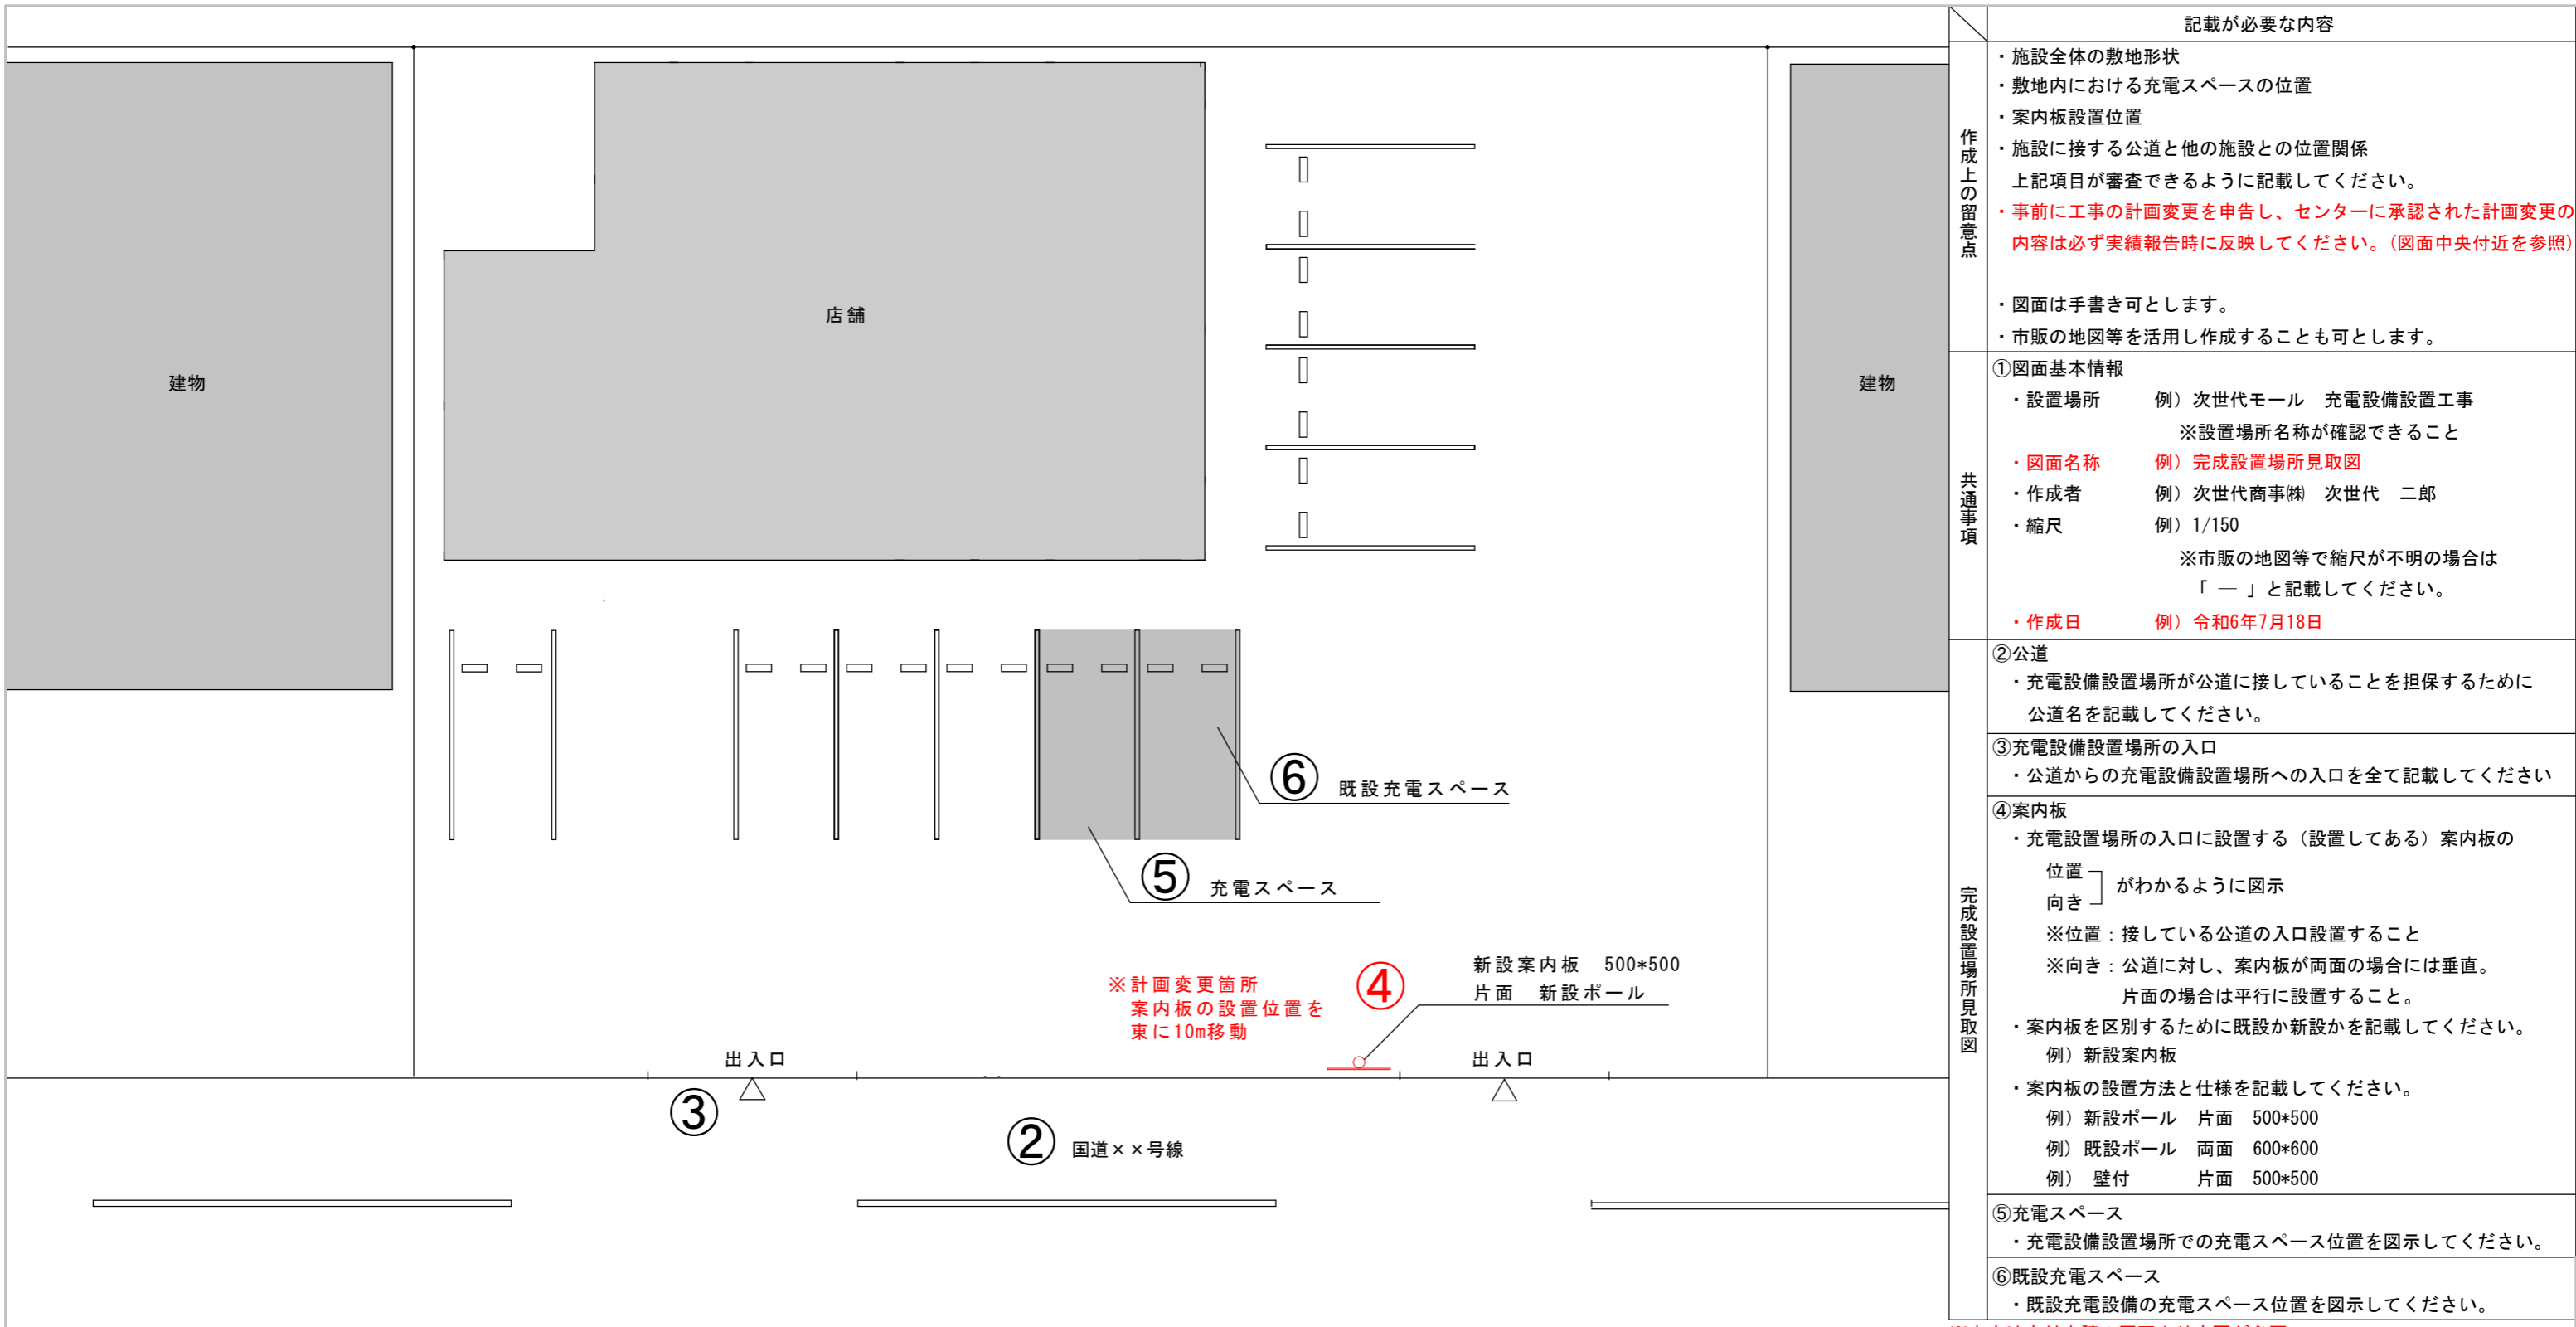 建物
店舗
建物
⑥ 既設充電スペース
⑤ 充電スペース
※計画変更箇所
案内板の設置位置を
東に10m移動
④
新設案内板　500*500
片面　新設ポール
出入口
出入口
③
② 国道××号線
記載が必要な内容
作成上の留意点
・施設全体の敷地形状
・敷地内における充電スペースの位置
・案内板設置位置
・施設に接する公道と他の施設との位置関係
上記項目が審査できるように記載してください。
・事前に工事の計画変更を申告し、センターに承認された計画変更の
内容は必ず実績報告時に反映してください。（図面中央付近を参照）
・図面は手書き可とします。
・市販の地図等を活用し作成することも可とします。
共通事項
①図面基本情報
・設置場所　例）次世代モール　充電設備設置工事
※設置場所名称が確認できること
・図面名称　例）完成設置場所見取図
・作成者　例）次世代商事㈱　次世代　二郎
・縮尺　例）1/150
※市販の地図等で縮尺が不明の場合は
「 ― 」と記載してください。
・作成日　例）令和6年7月18日
完成設置場所見取図
②公道
・充電設備設置場所が公道に接していることを担保するために
公道名を記載してください。
③充電設備設置場所の入口
・公道からの充電設備設置場所への入口を全て記載してください
④案内板
・充電設置場所の入口に設置する（設置してある）案内板の
位置
向き
がわかるように図示
※位置：接している公道の入口設置すること
※向き：公道に対し、案内板が両面の場合には垂直。
片面の場合は平行に設置すること。
・案内板を区別するために既設か新設かを記載してください。
例）新設案内板
・案内板の設置方法と仕様を記載してください。
例）新設ポール　片面　500*500
例）既設ポール　両面　600*600
例） 壁付　片面　500*500
⑤充電スペース
・充電設備設置場所での充電スペース位置を図示してください。
⑥既設充電スペース
・既設充電設備の充電スペース位置を図示してください。